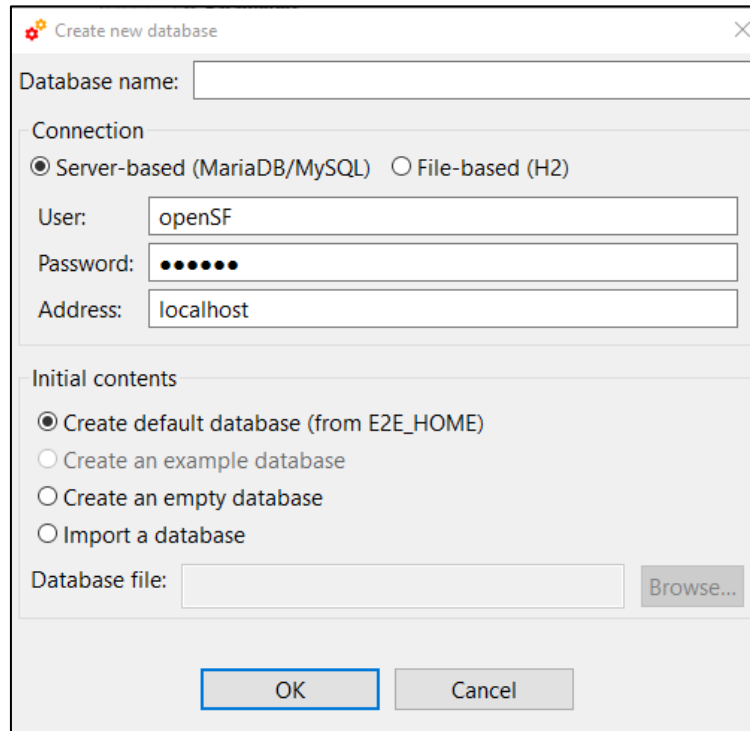 Create new database
Database name:
Connection
Server-based (MariaDB/MySQL) File-based (H2)
User: openSF
Password: ●●●●●●
Address: localhost
Initial contents
Create default database (from E2E_HOME)
Create an example database
Create an empty database
Import a database
Database file: Browse...
OK Cancel